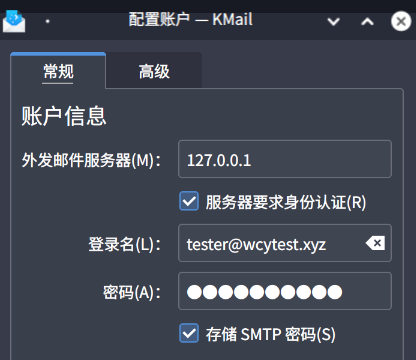 配置账户 — KMail
常规 高级
账户信息
外发邮件服务器(M)： 127.0.0.1
服务器要求身份认证(R)
登录名(L)： tester@wcytest.xyz
密码(A)： ●●●●●●●●●●
存储 SMTP 密码(S)